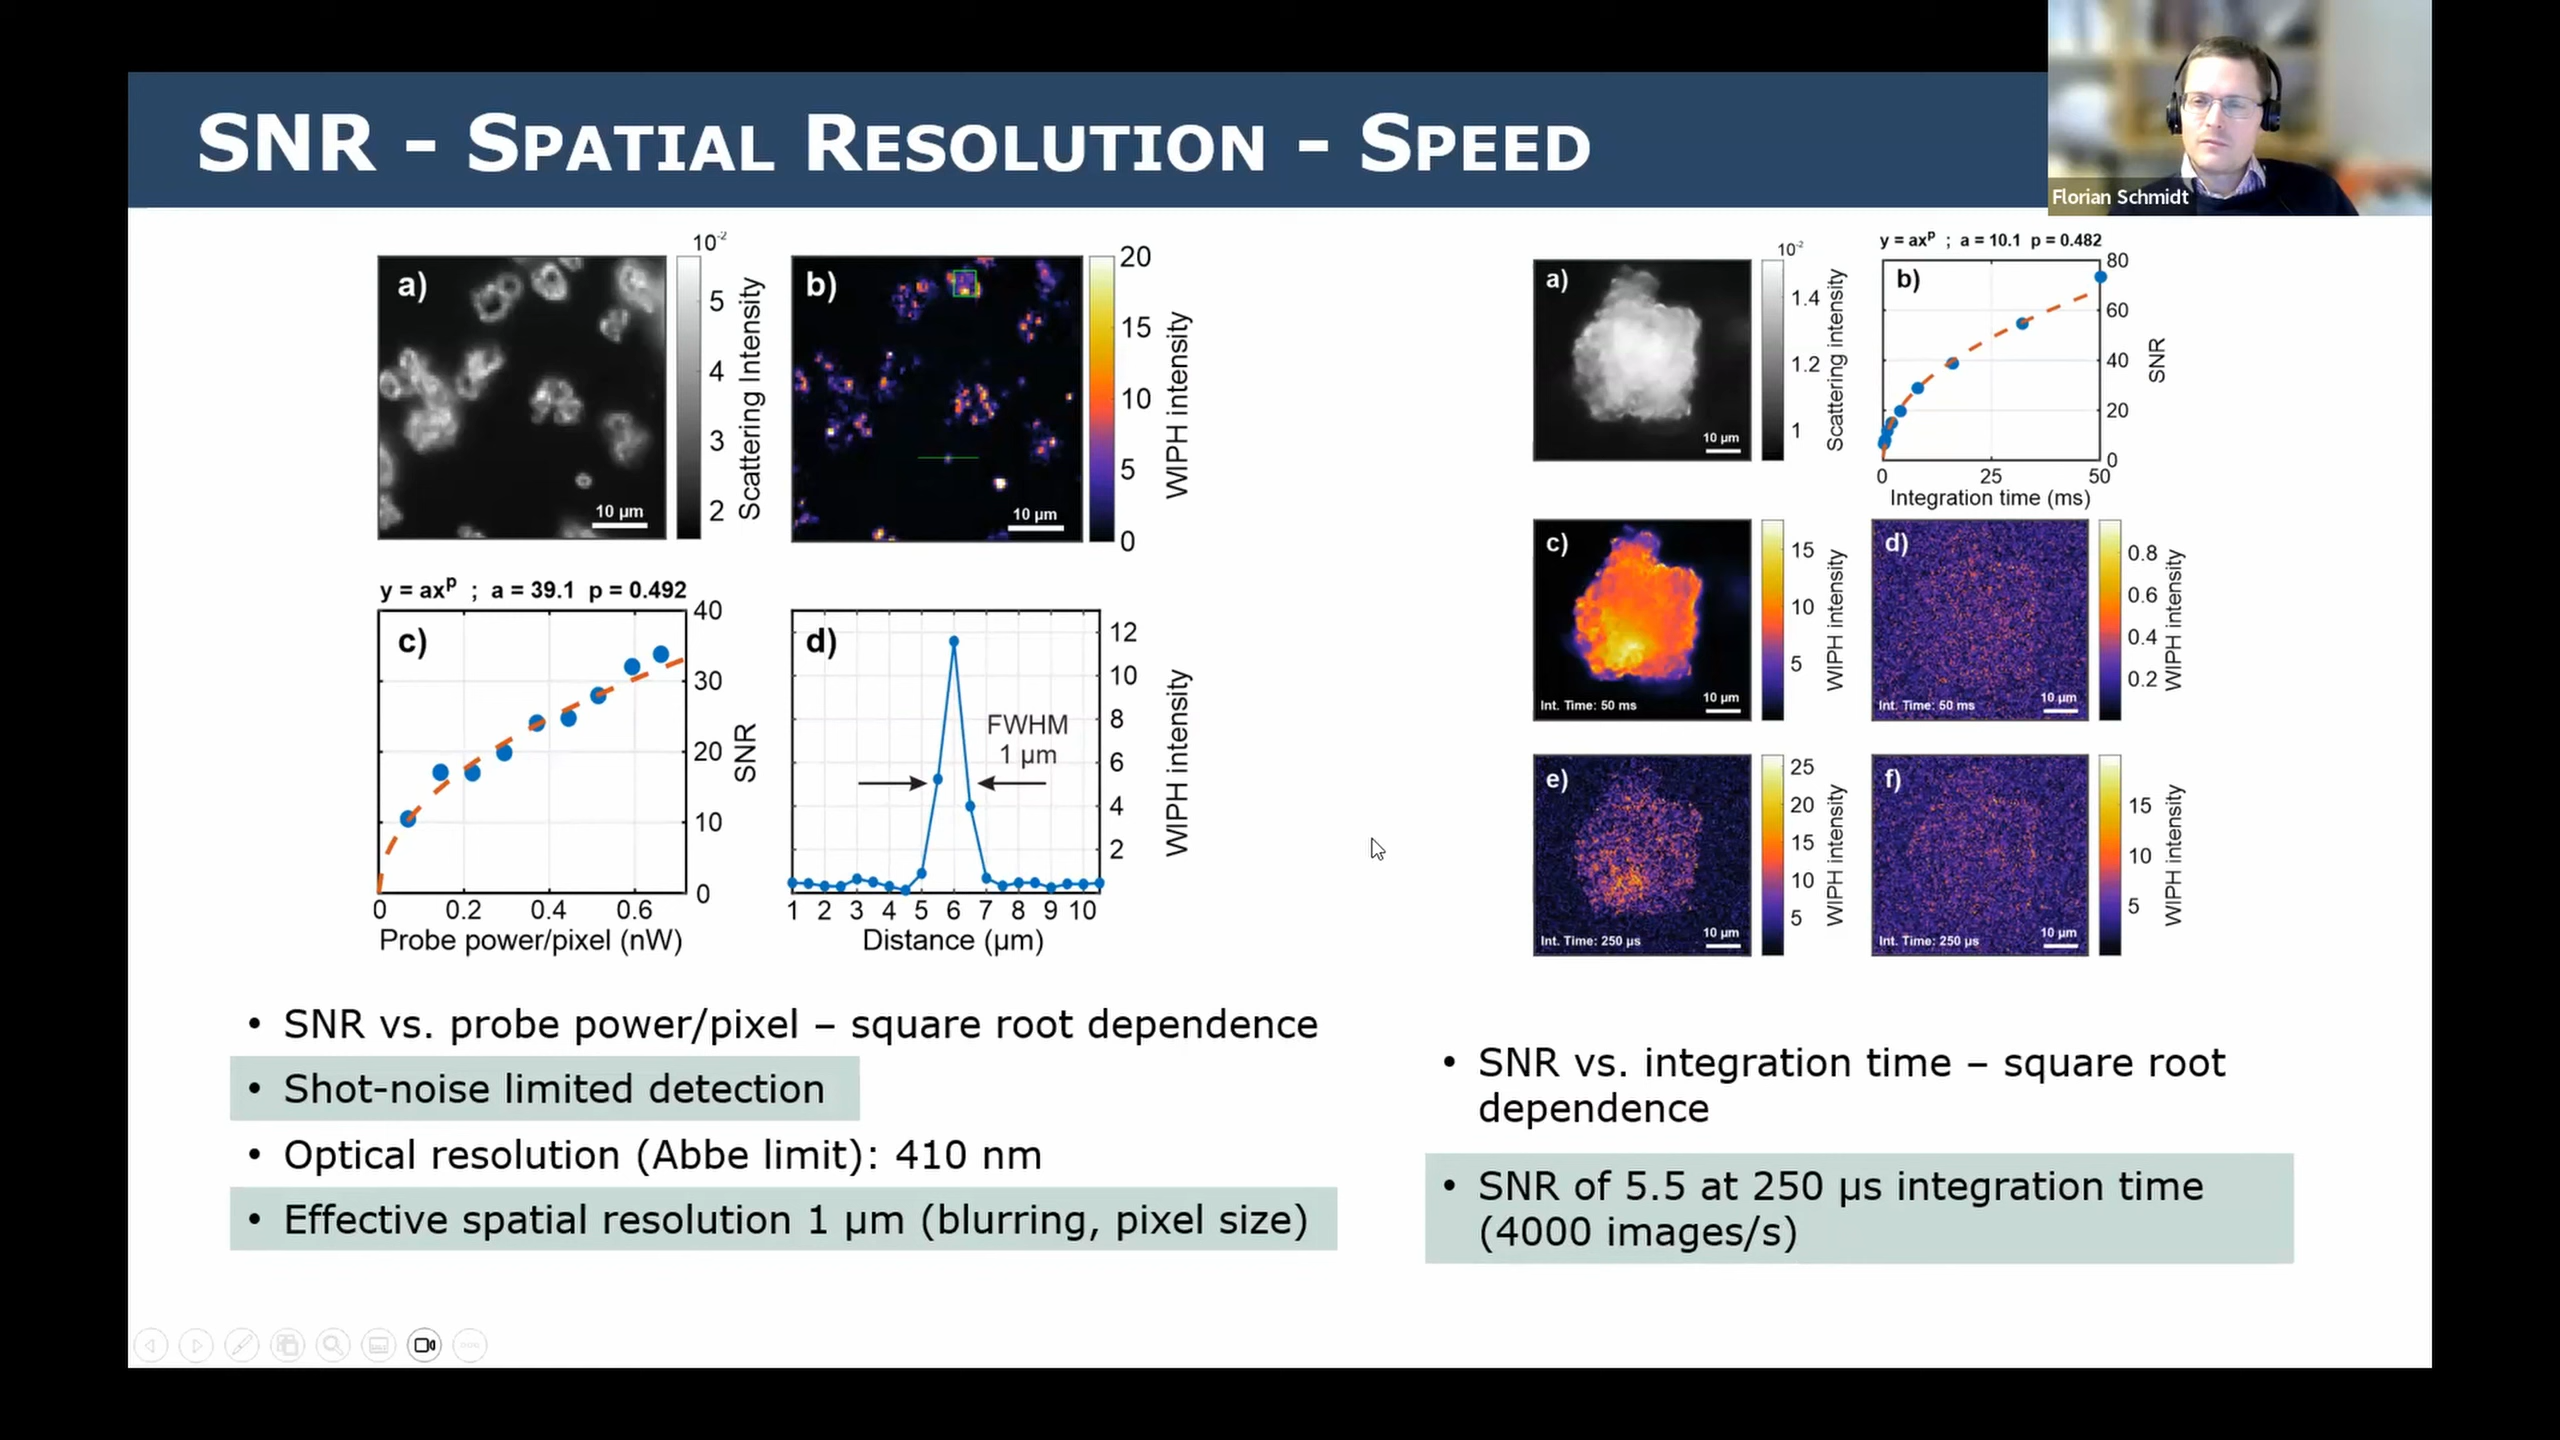 SNR - SPATIAL RESOLUTION - SPEED
Florian Schmidt
a)
10⁻²
5
4
3
2
Scattering Intensity
10 µm
b)
20
15
10
5
0
WIPH intensity
10 µm
y = axᵖ ; a = 39.1 p = 0.492
c)
40
30
20
10
0
SNR
0 0.2 0.4 0.6
Probe power/pixel (nW)
d)
12
10
8
6
4
2
WIPH intensity
FWHM
1 µm
1 2 3 4 5 6 7 8 9 10
Distance (µm)
• SNR vs. probe power/pixel – square root dependence
• Shot-noise limited detection
• Optical resolution (Abbe limit): 410 nm
• Effective spatial resolution 1 µm (blurring, pixel size)
a)
10⁻²
1.4
1.2
1
Scattering intensity
10 µm
y = axᵖ ; a = 10.1 p = 0.482
b)
80
60
40
20
0
SNR
0 25 50
Integration time (ms)
c)
15
10
5
WIPH intensity
Int. Time: 50 ms
10 µm
d)
0.8
0.6
0.4
0.2
WIPH intensity
Int. Time: 50 ms
10 µm
e)
25
20
15
10
5
WIPH intensity
Int. Time: 250 µs
10 µm
f)
15
10
5
WIPH intensity
Int. Time: 250 µs
10 µm
• SNR vs. integration time – square root
dependence
• SNR of 5.5 at 250 µs integration time
(4000 images/s)